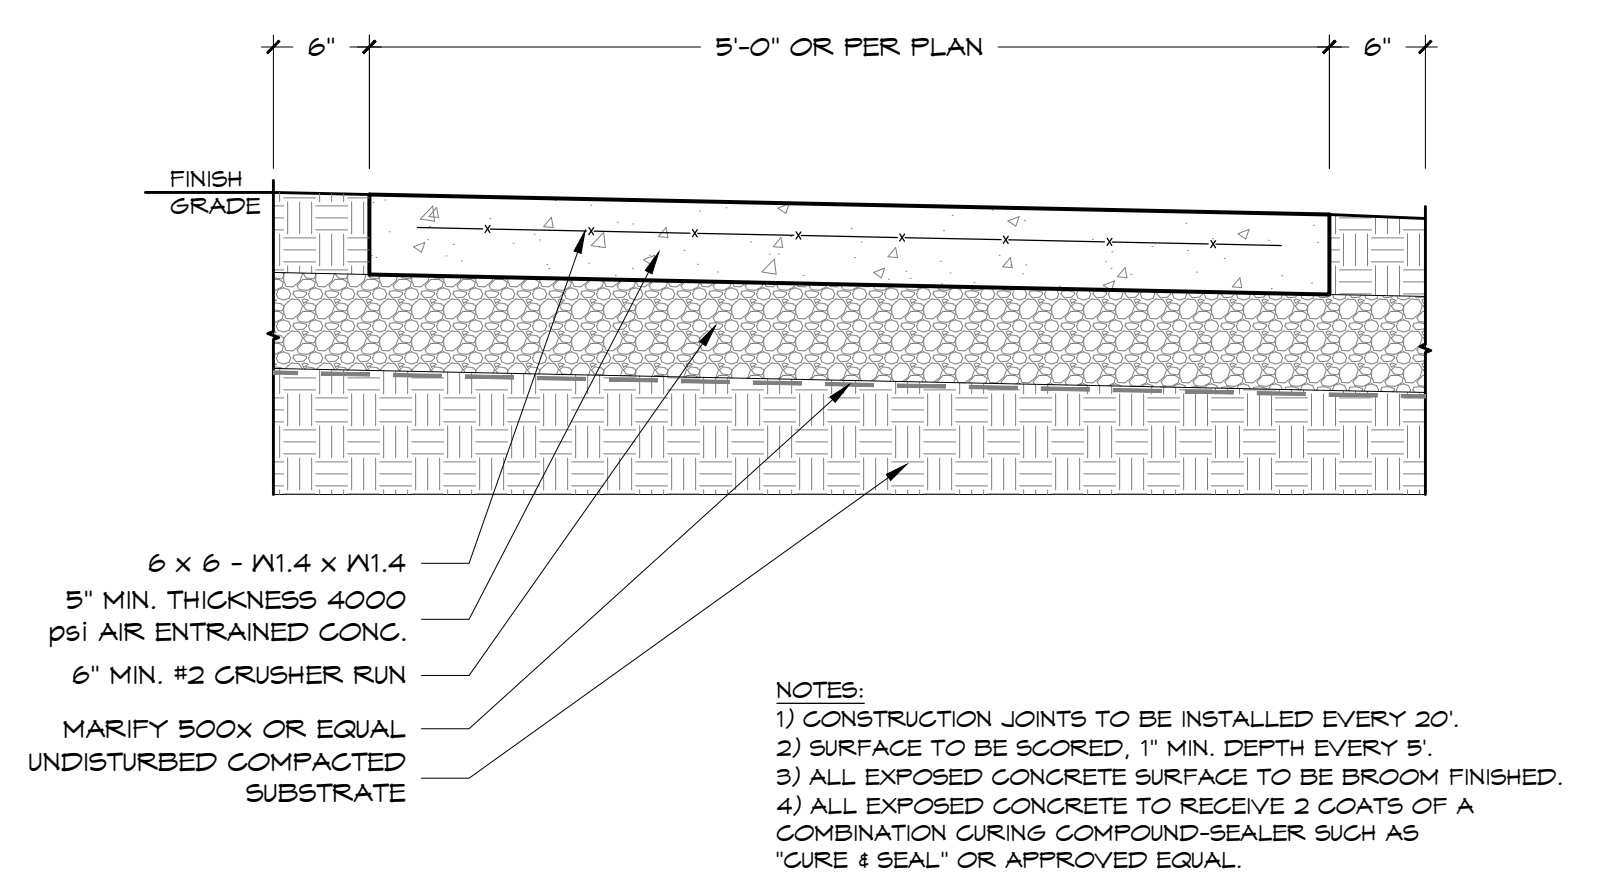 6" 5'-0" OR PER PLAN 6"
FINISH
GRADE
6 x 6 - W1.4 x W1.4
5" MIN. THICKNESS 4000
psi AIR ENTRAINED CONC.
6" MIN. #2 CRUSHER RUN
MARIFY 500x OR EQUAL
UNDISTURBED COMPACTED
SUBSTRATE
NOTES:
1) CONSTRUCTION JOINTS TO BE INSTALLED EVERY 20'.
2) SURFACE TO BE SCORED, 1" MIN. DEPTH EVERY 5'.
3) ALL EXPOSED CONCRETE SURFACE TO BE BROOM FINISHED.
4) ALL EXPOSED CONCRETE TO RECEIVE 2 COATS OF A
COMBINATION CURING COMPOUND-SEALER SUCH AS
"CURE & SEAL" OR APPROVED EQUAL.